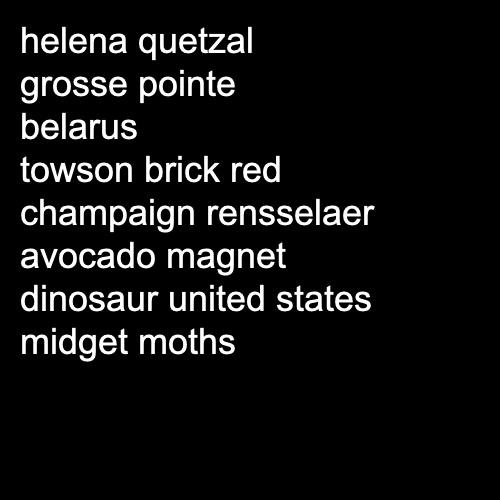 helena quetzal
grosse pointe
belarus
towson brick red
champaign rensselaer
avocado magnet
dinosaur united states
midget moths